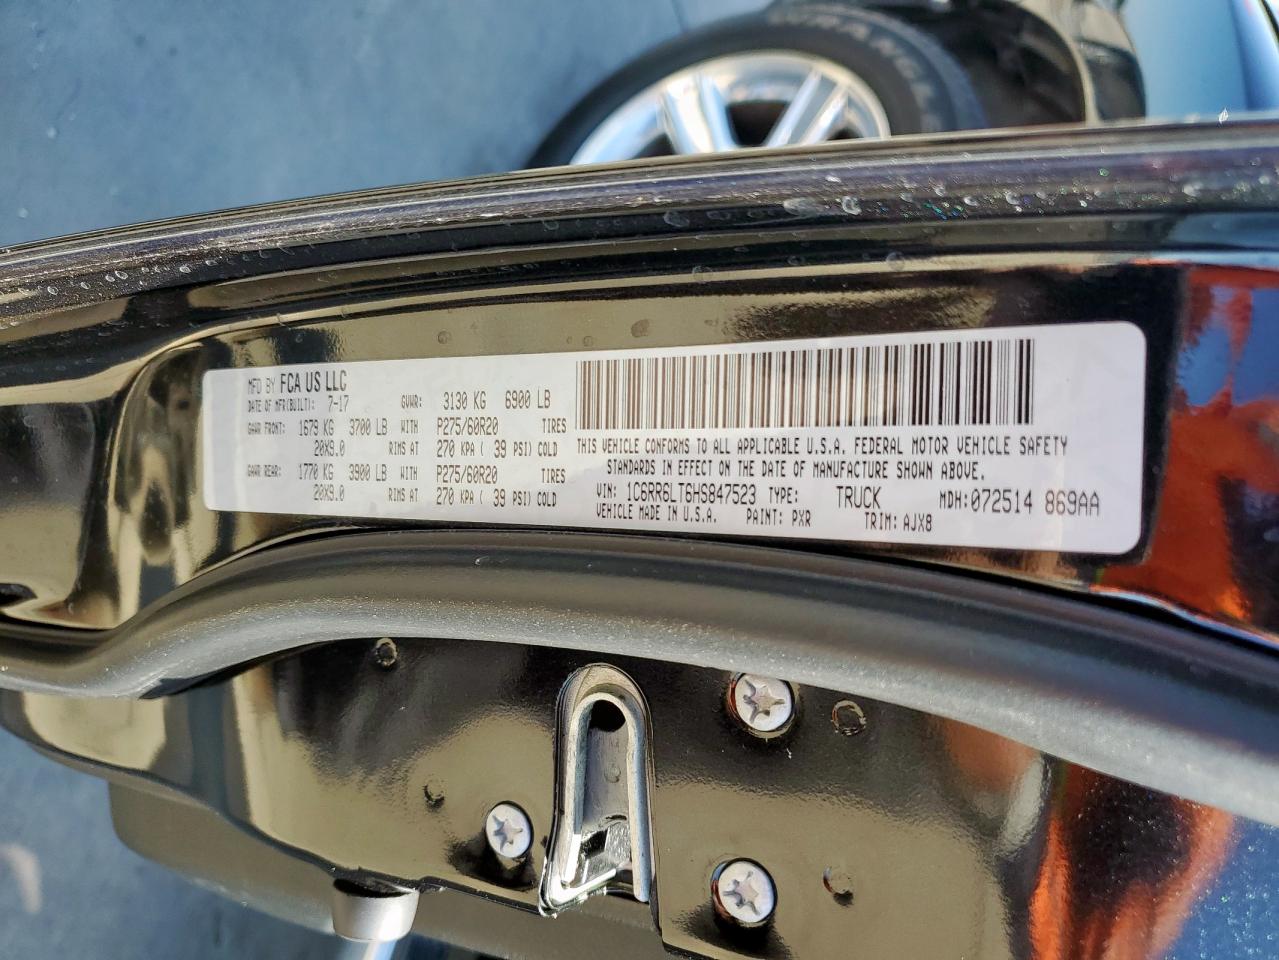 WRANGLER
MFD BY FCA US LLC
DATE OF MFR(BUILT): 7-17 GVWR: 3130 KG 6900 LB
GAWR FRONT: 1679 KG 3700 LB WITH P275/60R20 TIRES
20X9.0 RIMS AT 270 KPA ( 39 PSI) COLD
GAWR REAR: 1770 KG 3900 LB WITH P275/60R20 TIRES
20X9.0 RIMS AT 270 KPA ( 39 PSI) COLD
THIS VEHICLE CONFORMS TO ALL APPLICABLE U.S.A. FEDERAL MOTOR VEHICLE SAFETY
STANDARDS IN EFFECT ON THE DATE OF MANUFACTURE SHOWN ABOVE.
VIN: 1C6RR6LT6HS847523 TYPE: TRUCK MDH:072514 869AA
VEHICLE MADE IN U.S.A. PAINT: PXR TRIM: AJX8